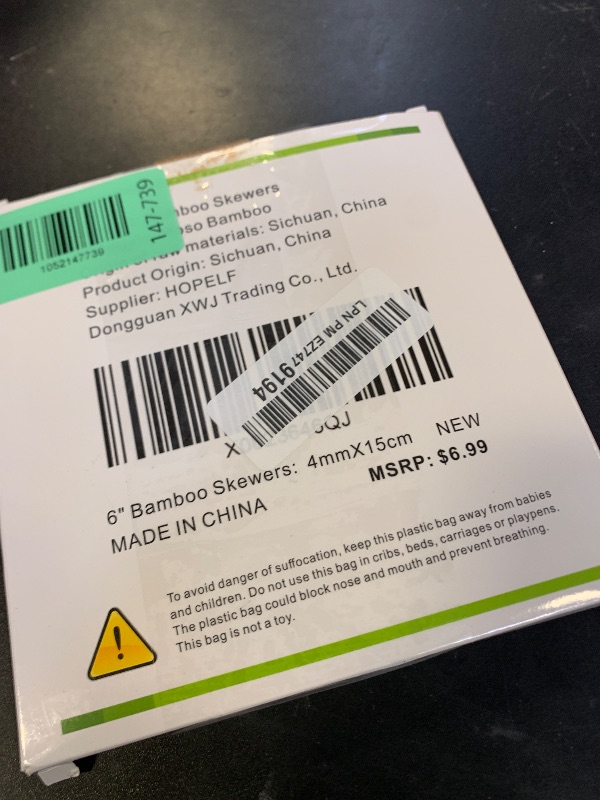 147-739
1052147739
Bamboo Skewers
Bamboo
materials: Sichuan, China
Product Origin: Sichuan, China
Supplier: HOPELF
Dongguan XWJ Trading Co., Ltd.
LPN PM EZ7479194
6" Bamboo Skewers: 4mmX15cm NEW
MADE IN CHINA
MSRP: $6.99
To avoid danger of suffocation, keep this plastic bag away from babies
and children. Do not use this bag in cribs, beds, carriages or playpens.
The plastic bag could block nose and mouth and prevent breathing.
This bag is not a toy.